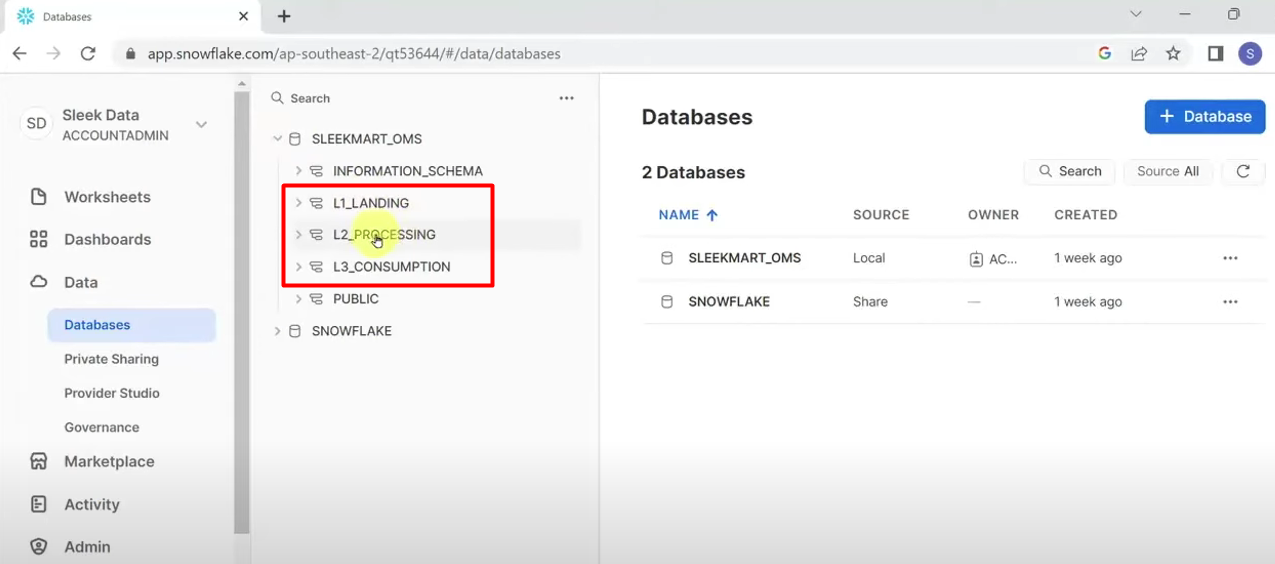 Databases
app.snowflake.com/ap-southeast-2/qt53644/#/data/databases
G
S
SD
Sleek Data
ACCOUNTADMIN
Worksheets
Dashboards
Data
Databases
Private Sharing
Provider Studio
Governance
Marketplace
Activity
Admin
Search
SLEEKMART_OMS
INFORMATION_SCHEMA
L1_LANDING
L2_PROCESSING
L3_CONSUMPTION
PUBLIC
SNOWFLAKE
Databases
+ Database
2 Databases
Search
Source All
NAME SOURCE OWNER CREATED
SLEEKMART_OMS Local AC... 1 week ago
SNOWFLAKE Share — 1 week ago